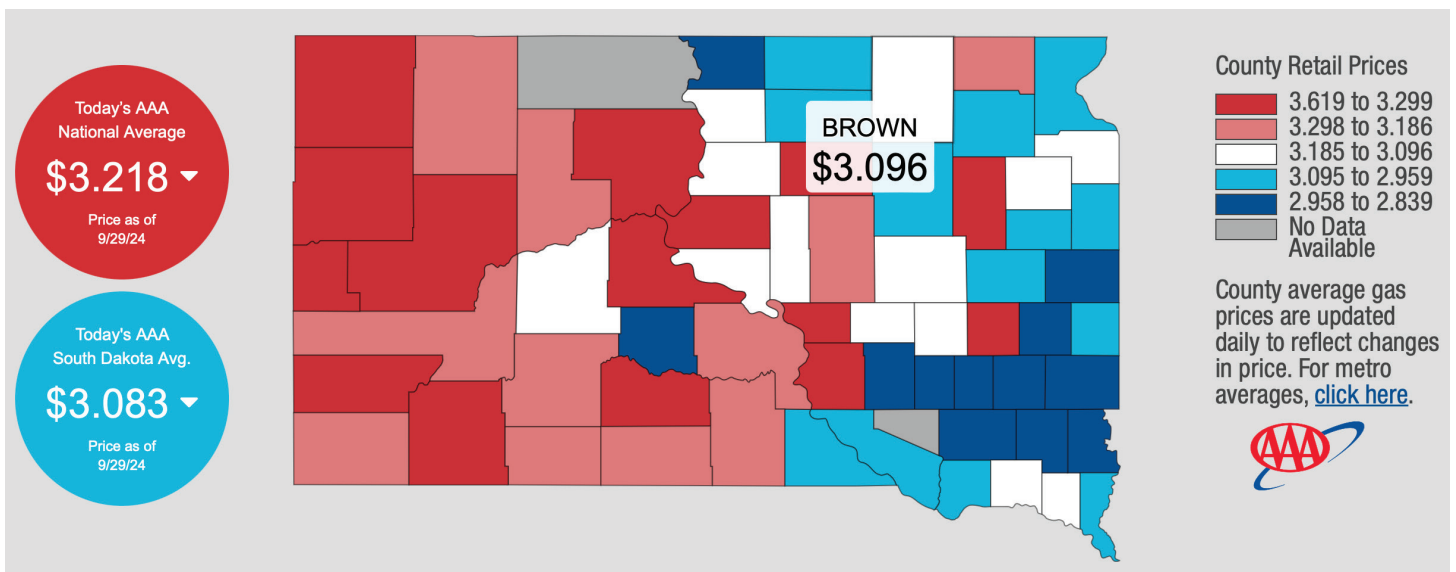 Today's AAA
National Average
$3.218
Price as of
9/29/24
Today's AAA
South Dakota Avg.
$3.083
Price as of
9/29/24
BROWN
$3.096
County Retail Prices
3.619 to 3.299
3.298 to 3.186
3.185 to 3.096
3.095 to 2.959
2.958 to 2.839
No Data
Available
County average gas
prices are updated
daily to reflect changes
in price. For metro
averages, click here.
AAA